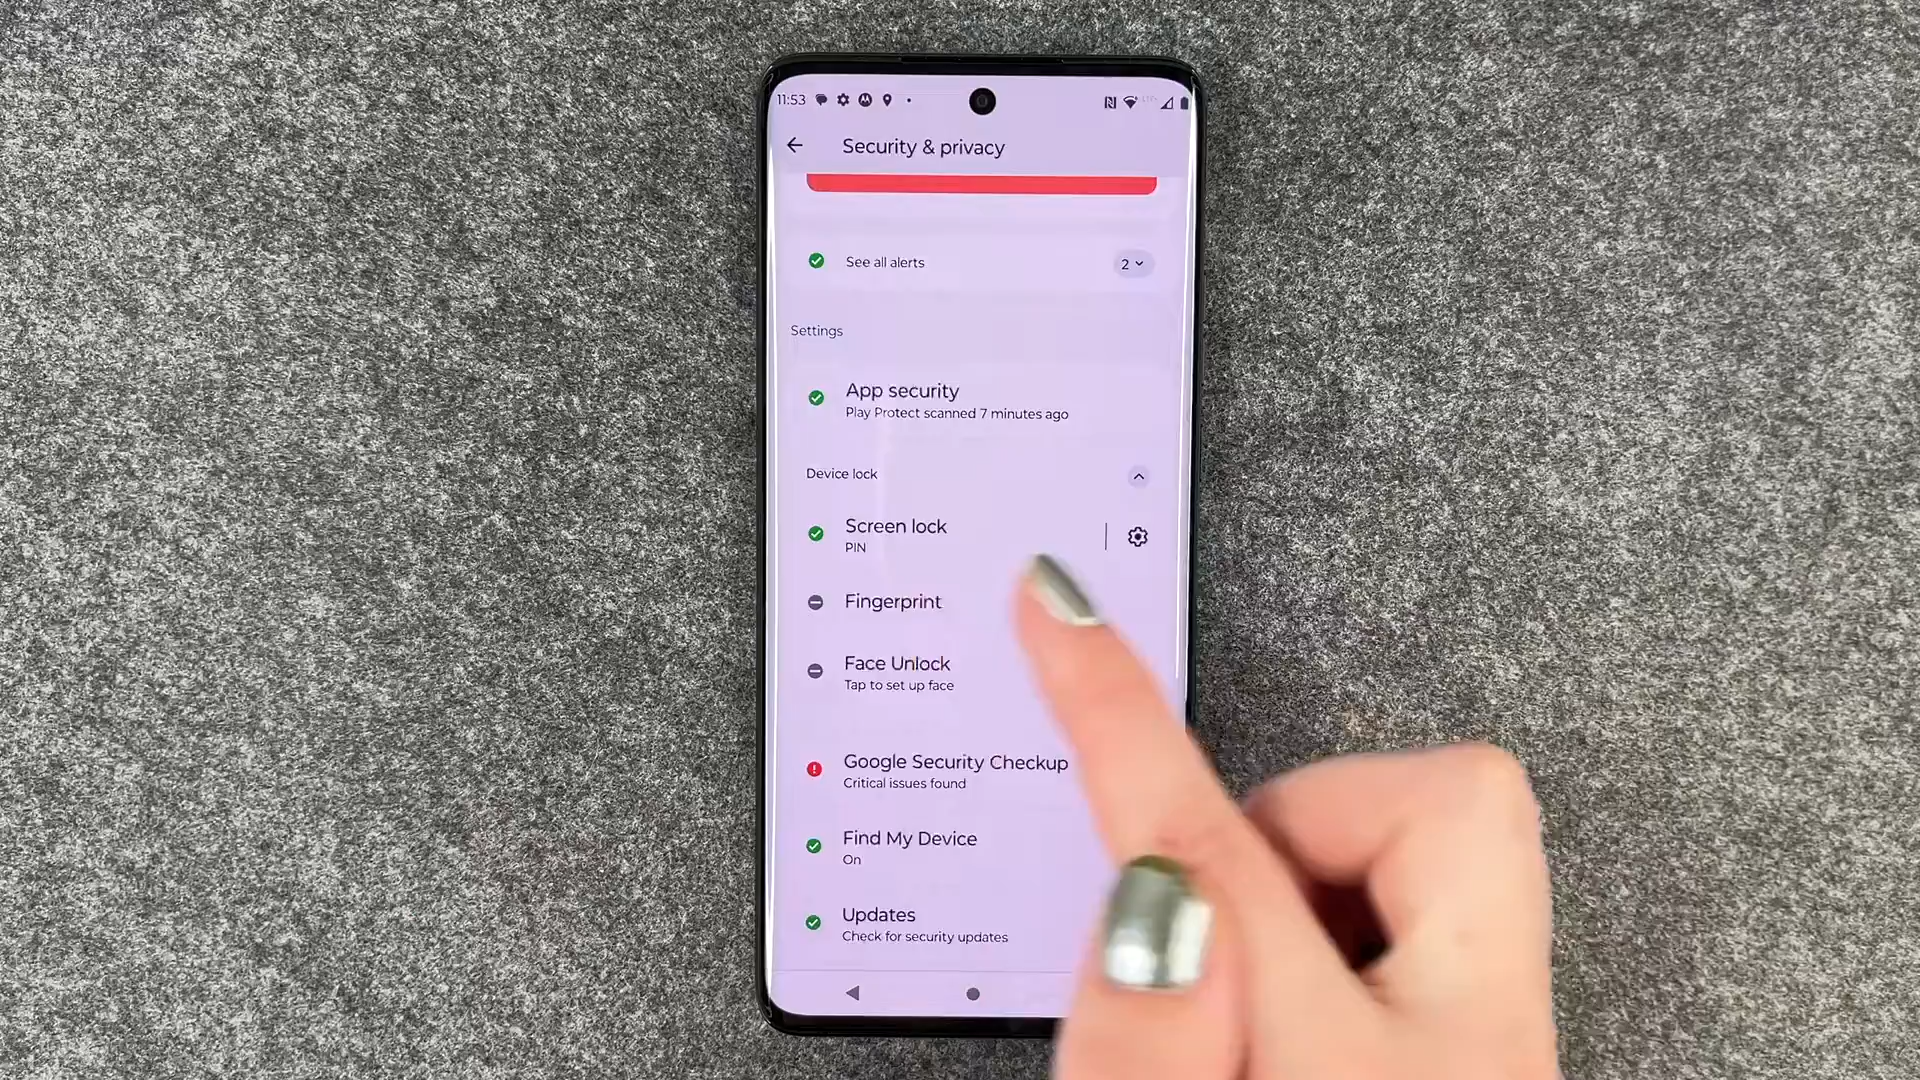 11:53
Security & privacy
See all alerts
2
Settings
App security
Play Protect scanned 7 minutes ago
Device lock
Screen lock
PIN
Fingerprint
Face Unlock
Tap to set up face
Google Security Checkup
Critical issues found
Find My Device
On
Updates
Check for security updates